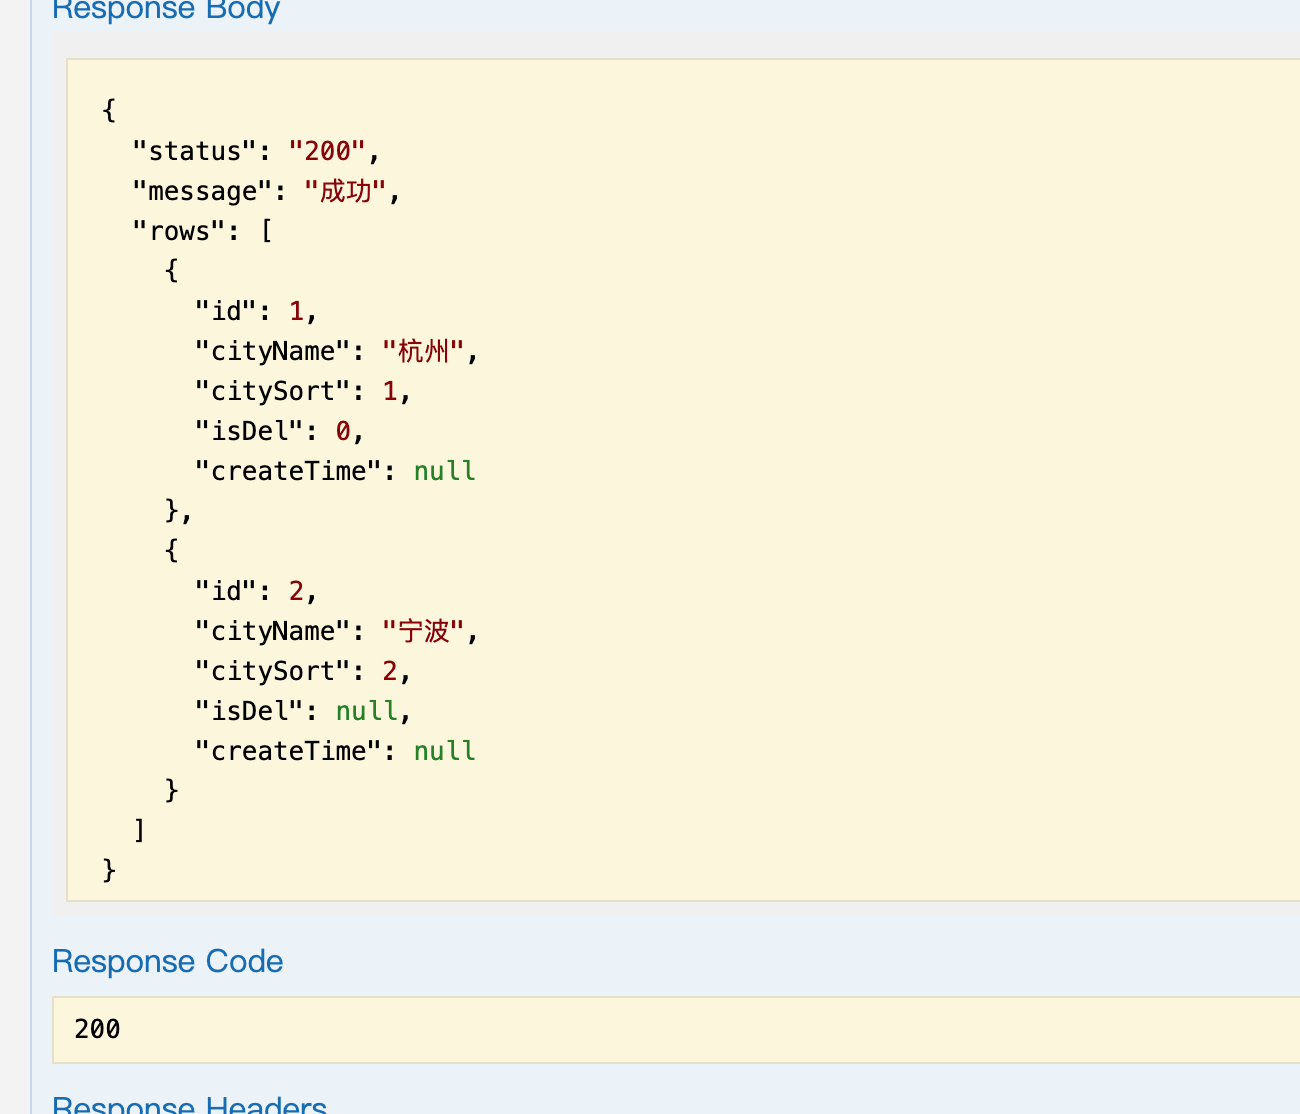 Response Body
{
"status": "200",
"message": "成功",
"rows": [
{
"id": 1,
"cityName": "杭州",
"citySort": 1,
"isDel": 0,
"createTime": null
},
{
"id": 2,
"cityName": "宁波",
"citySort": 2,
"isDel": null,
"createTime": null
}
]
}
Response Code
200
Response Headers